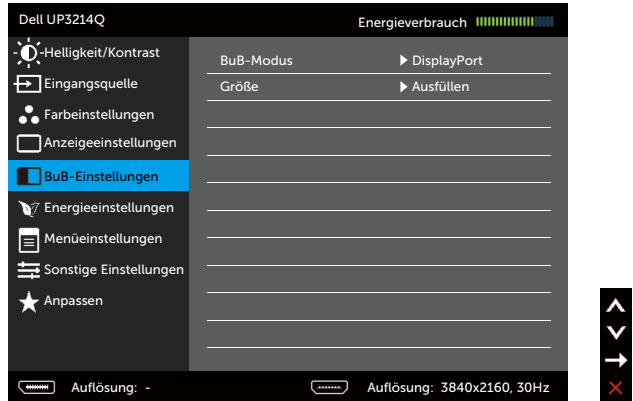 Dell UP3214Q
Energieverbrauch
Helligkeit/Kontrast
Eingangsquelle
Farbeinstellungen
Anzeigeeinstellungen
BuB-Einstellungen
Energieeinstellungen
Menüeinstellungen
Sonstige Einstellungen
Anpassen
BuB-Modus DisplayPort
Größe Ausfüllen
Auflösung: - Auflösung: 3840x2160, 30Hz